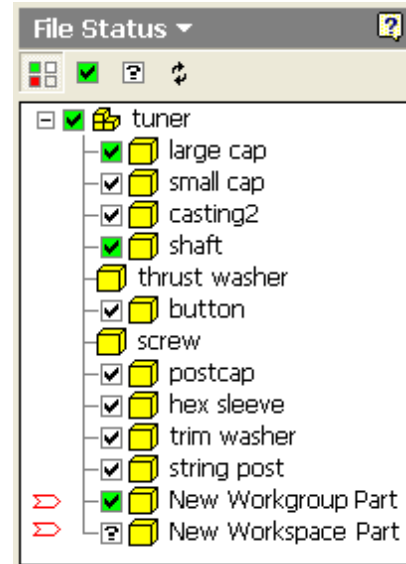 File Status
?
?
tuner
large cap
small cap
casting2
shaft
thrust washer
button
screw
postcap
hex sleeve
trim washer
string post
New Workgroup Part
? New Workspace Part